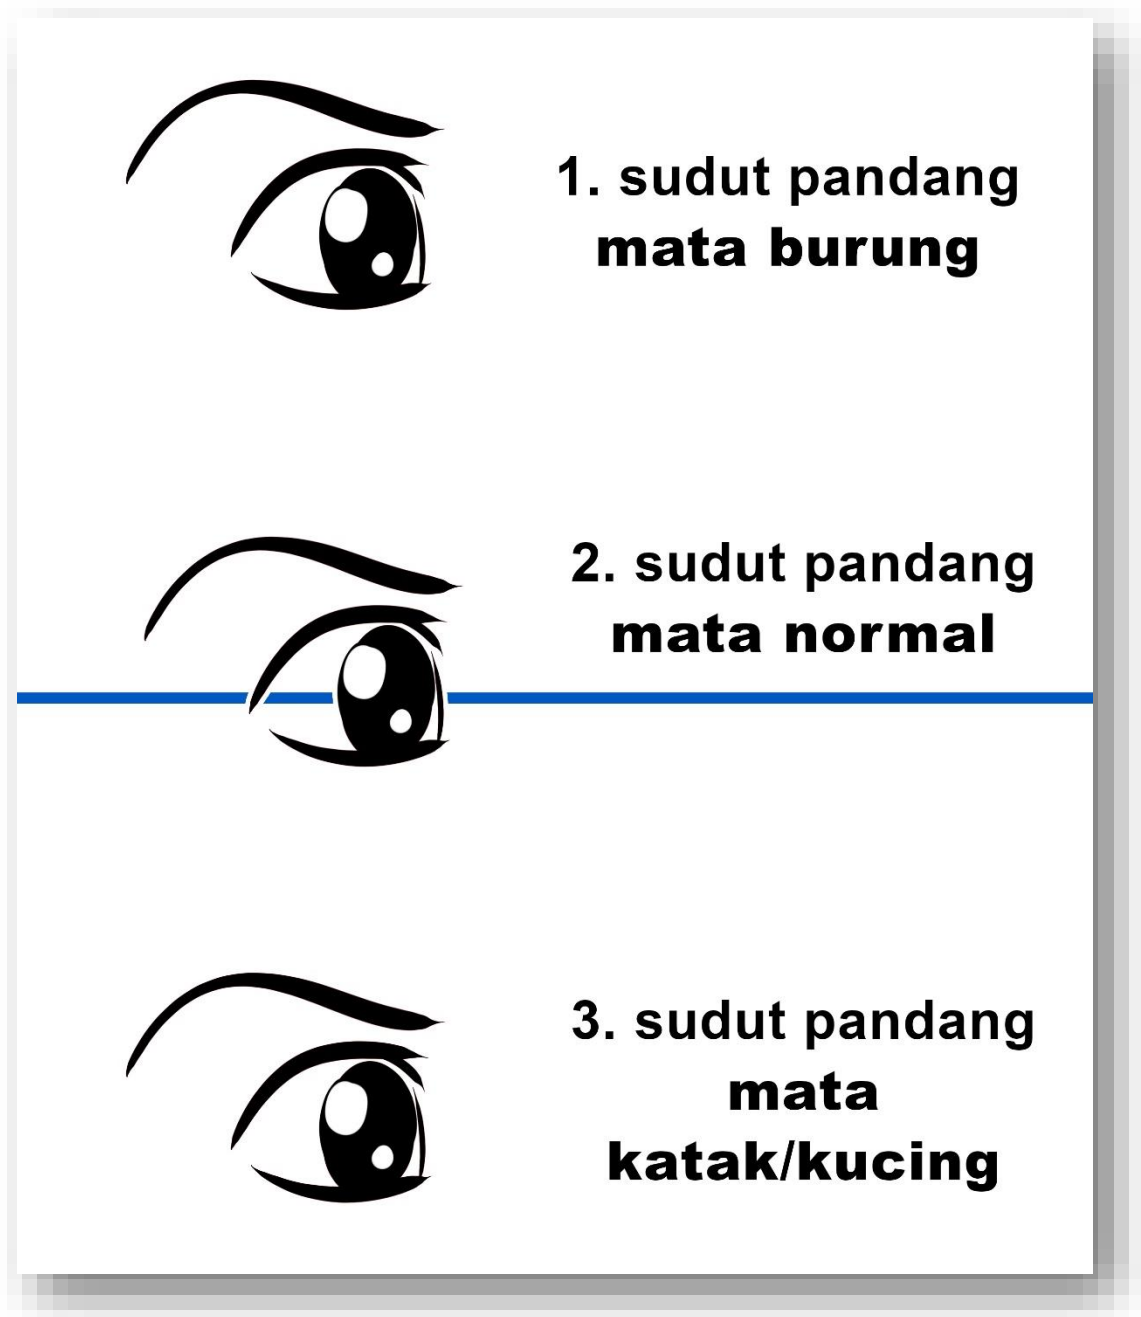 1. sudut pandang
mata burung
2. sudut pandang
mata normal
3. sudut pandang
mata
katak/kucing